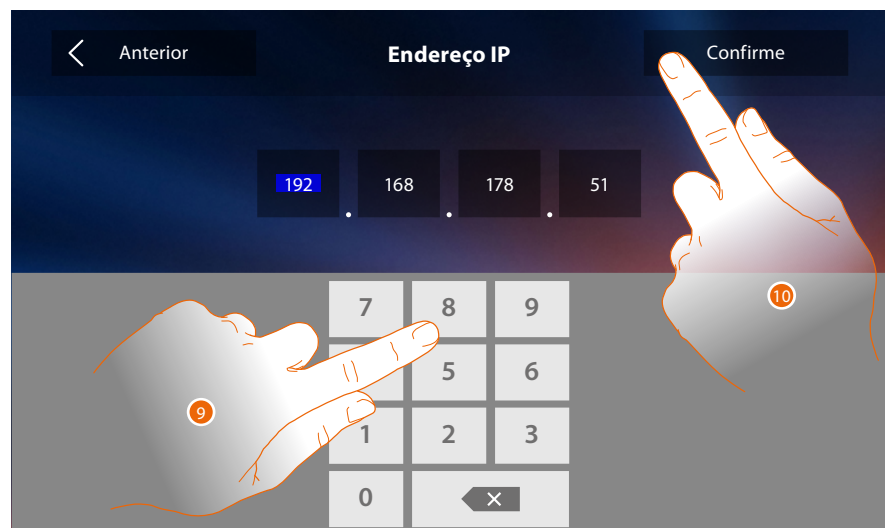 Anterior
Endereço IP
Confirme
192 . 168 . 178 . 51
7 8 9
5 6
1 2 3
0
9
10